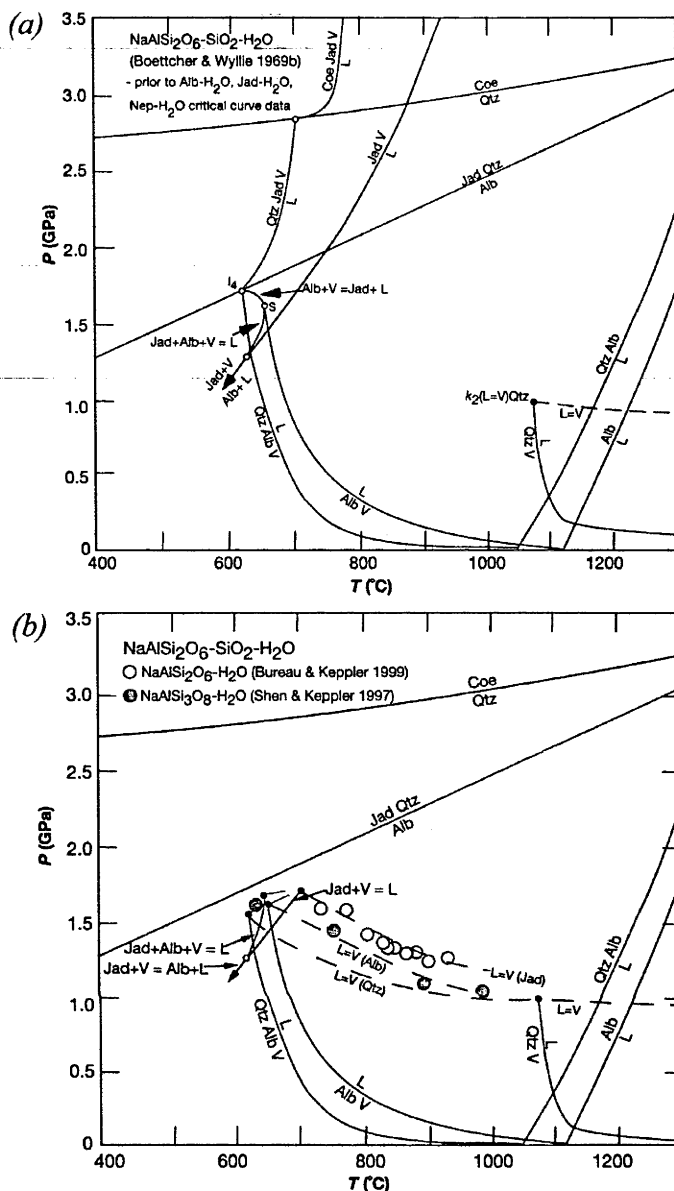 (a)
3.5
3.0
2.5
2.0
1.5
1.0
0.5
0
P (GPa)
NaAlSi2O6-SiO2-H2O
(Boettcher & Wyllie 1969b)
- prior to Alb-H2O, Jad-H2O,
Nep-H2O critical curve data
Coe Jad V
L
Coe
Qtz
Qtz Jad V
L
Jad V
L
Jad Qtz
Alb
I4
Alb+V =Jad+ L
S
Jad+Alb+V = L
Jad+V
Alb+ L
Qtz Alb V
L
L
Alb V
k2(L=V)Qtz
L=V
Qtz V
L
Qtz Alb
L
Alb
L
400
600
800
1000
1200
T (°C)
(b)
3.5
3.0
2.5
2.0
1.5
1.0
0.5
0
P (GPa)
NaAlSi2O6-SiO2-H2O
NaAlSi2O6-H2O (Bureau & Keppler 1999)
NaAlSi3O8-H2O (Shen & Keppler 1997)
Coe
Qtz
Jad Qtz
Alb
Jad+V = L
Jad+Alb+V = L
Jad+V = Alb+L
L=V (Jad)
L=V (Alb)
L=V (Qtz)
L=V
Qtz Alb V
L
L
Alb V
Qtz V
L
Qtz Alb
L
Alb
L
400
600
800
1000
1200
T (°C)